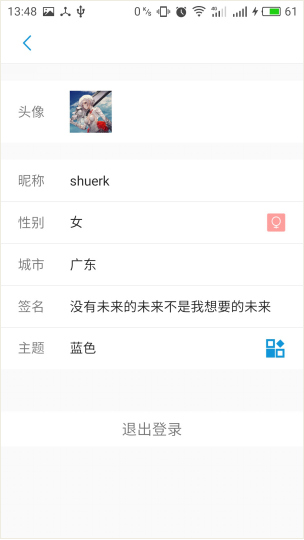 13:48 0 K/s 4G 61
头像
昵称 shuerk
性别 女
城市 广东
签名 没有未来的未来不是我想要的未来
主题 蓝色
退出登录